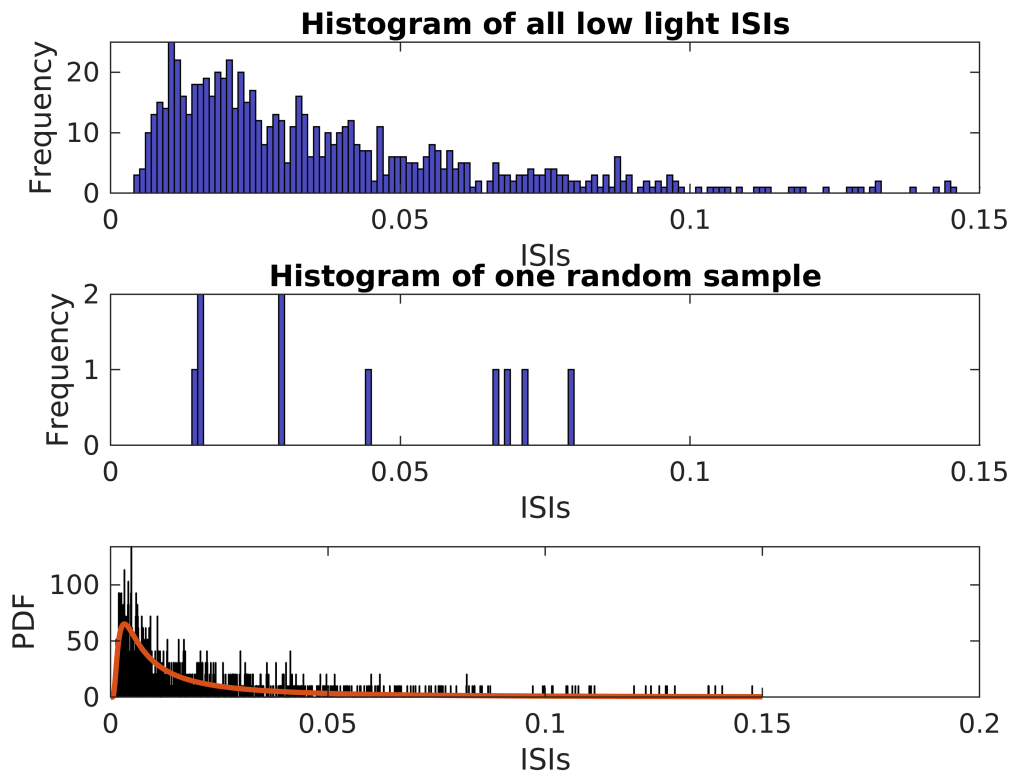 Histogram of all low light ISIs
Frequency
20
10
0
0 0.05 0.1 0.15
ISIs
Histogram of one random sample
Frequency
2
1
0
0 0.05 0.1 0.15
ISIs
PDF
100
50
0
0 0.05 0.1 0.15 0.2
ISIs